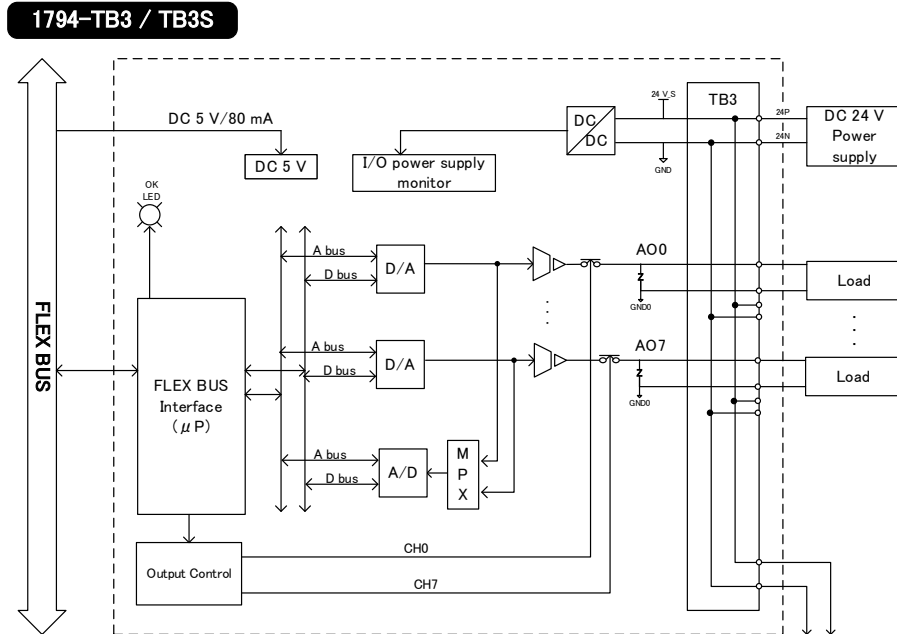 1794-TB3 / TB3S
24 V_S
TB3
24P
DC 24 V
Power
supply
DC 5 V/80 mA
DC
DC
24N
DC 5 V
I/O power supply
monitor
GND
OK
LED
A bus
D/A
AO0
D bus
Load
Z
GND0
FLEX BUS
A bus
D/A
AO7
D bus
Load
Z
GND0
FLEX BUS
Interface
(μP)
A bus
A/D
M
P
X
D bus
Output Control
CH0
CH7